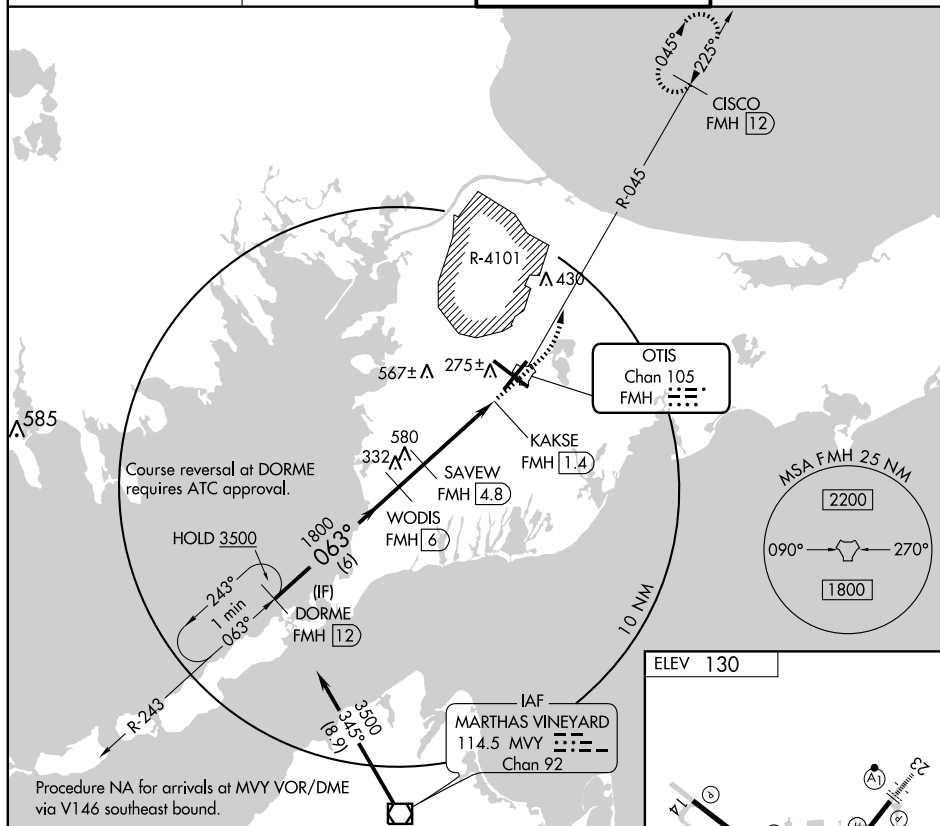 045°
225°
CISCO
FMH 12
R-045
R-4101
430
567±
275±
OTIS
Chan 105
FMH
585
580
332
KAKSE
FMH 1.4
SAVEW
FMH 4.8
WODIS
FMH 6
Course reversal at DORME
requires ATC approval.
HOLD 3500
1800
063°
(6)
243°
1 min
063°
(IF)
DORME
FMH 12
R-243
10 NM
MSA FMH 25 NM
2200
090°
270°
1800
3500
345°
(8.9)
IAF
MARTHAS VINEYARD
114.5 MVY
Chan 92
Procedure NA for arrivals at MVY VOR/DME
via V146 southeast bound.
ELEV 130
A1
23
14
P
P